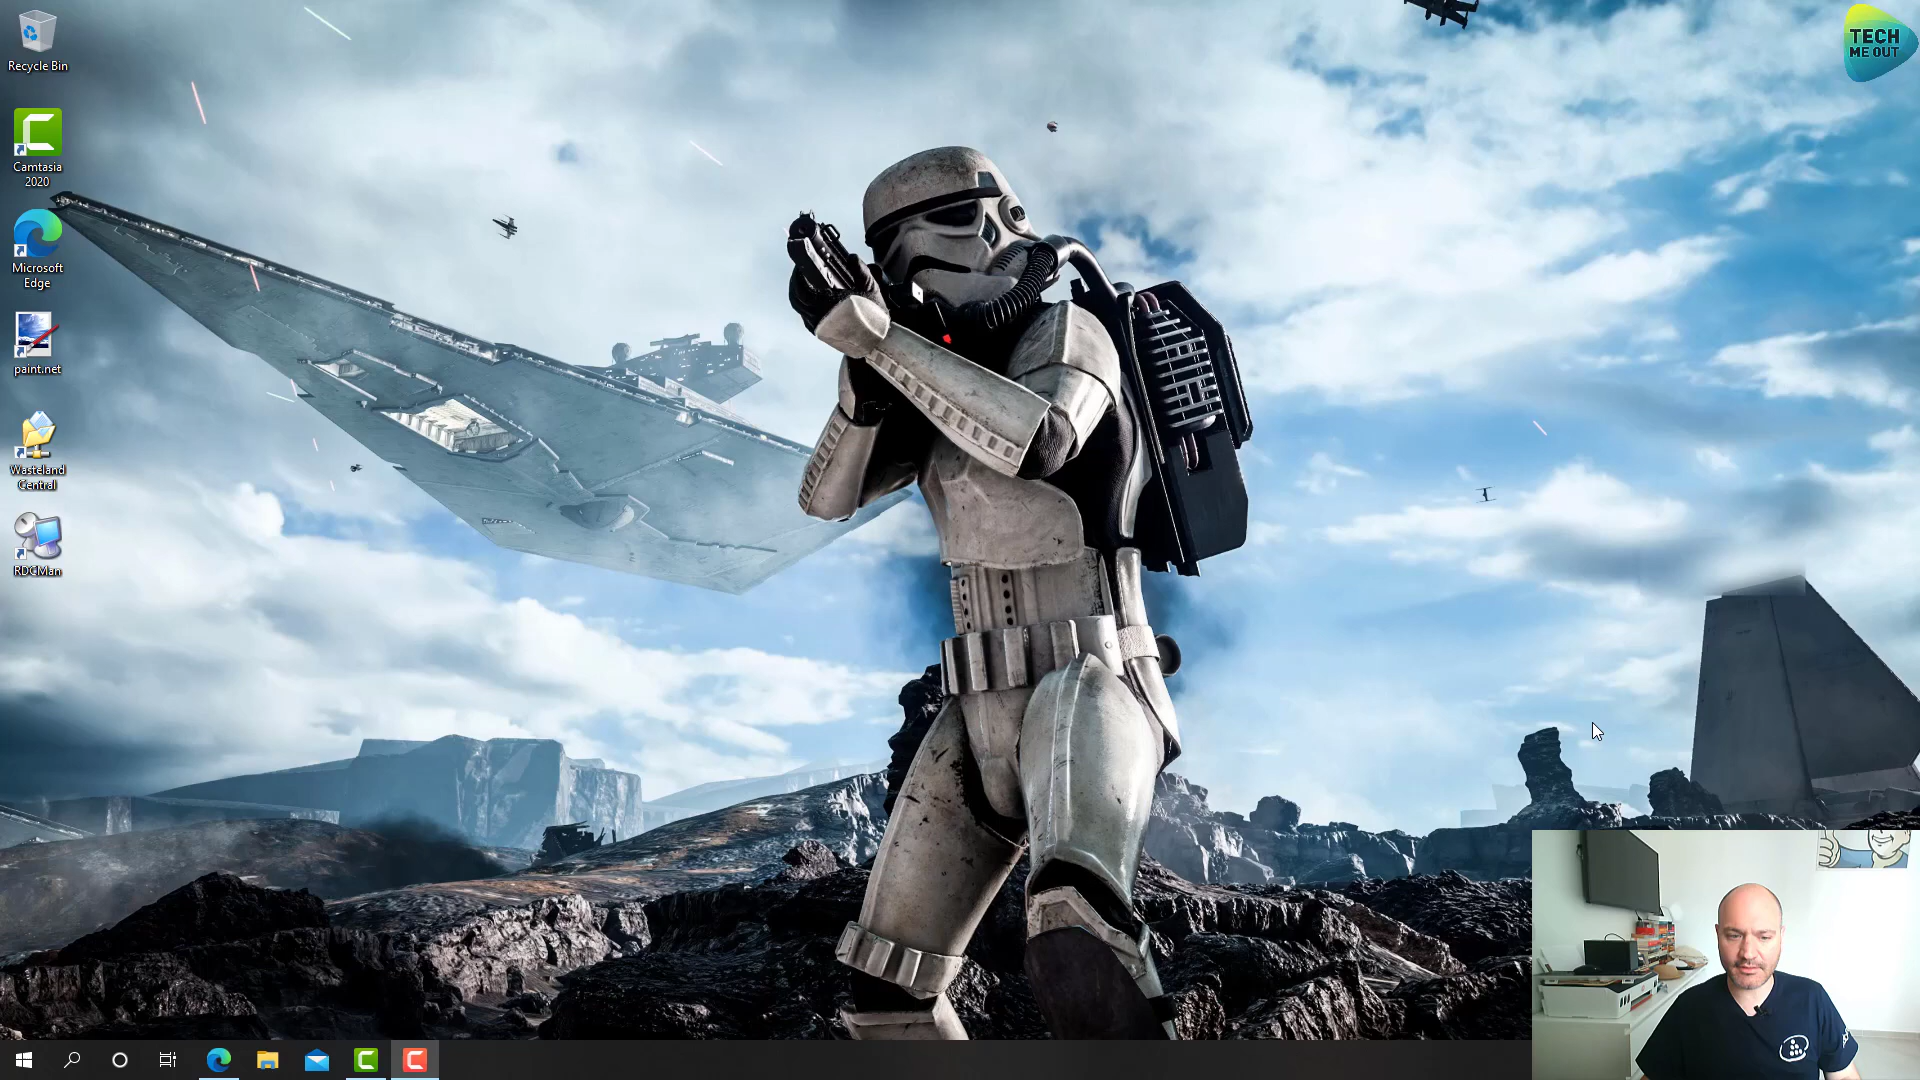 Recycle Bin
TECH
ME OUT
Camtasia
2020
Microsoft
Edge
paint.net
Wasteland
Central
RDCMan